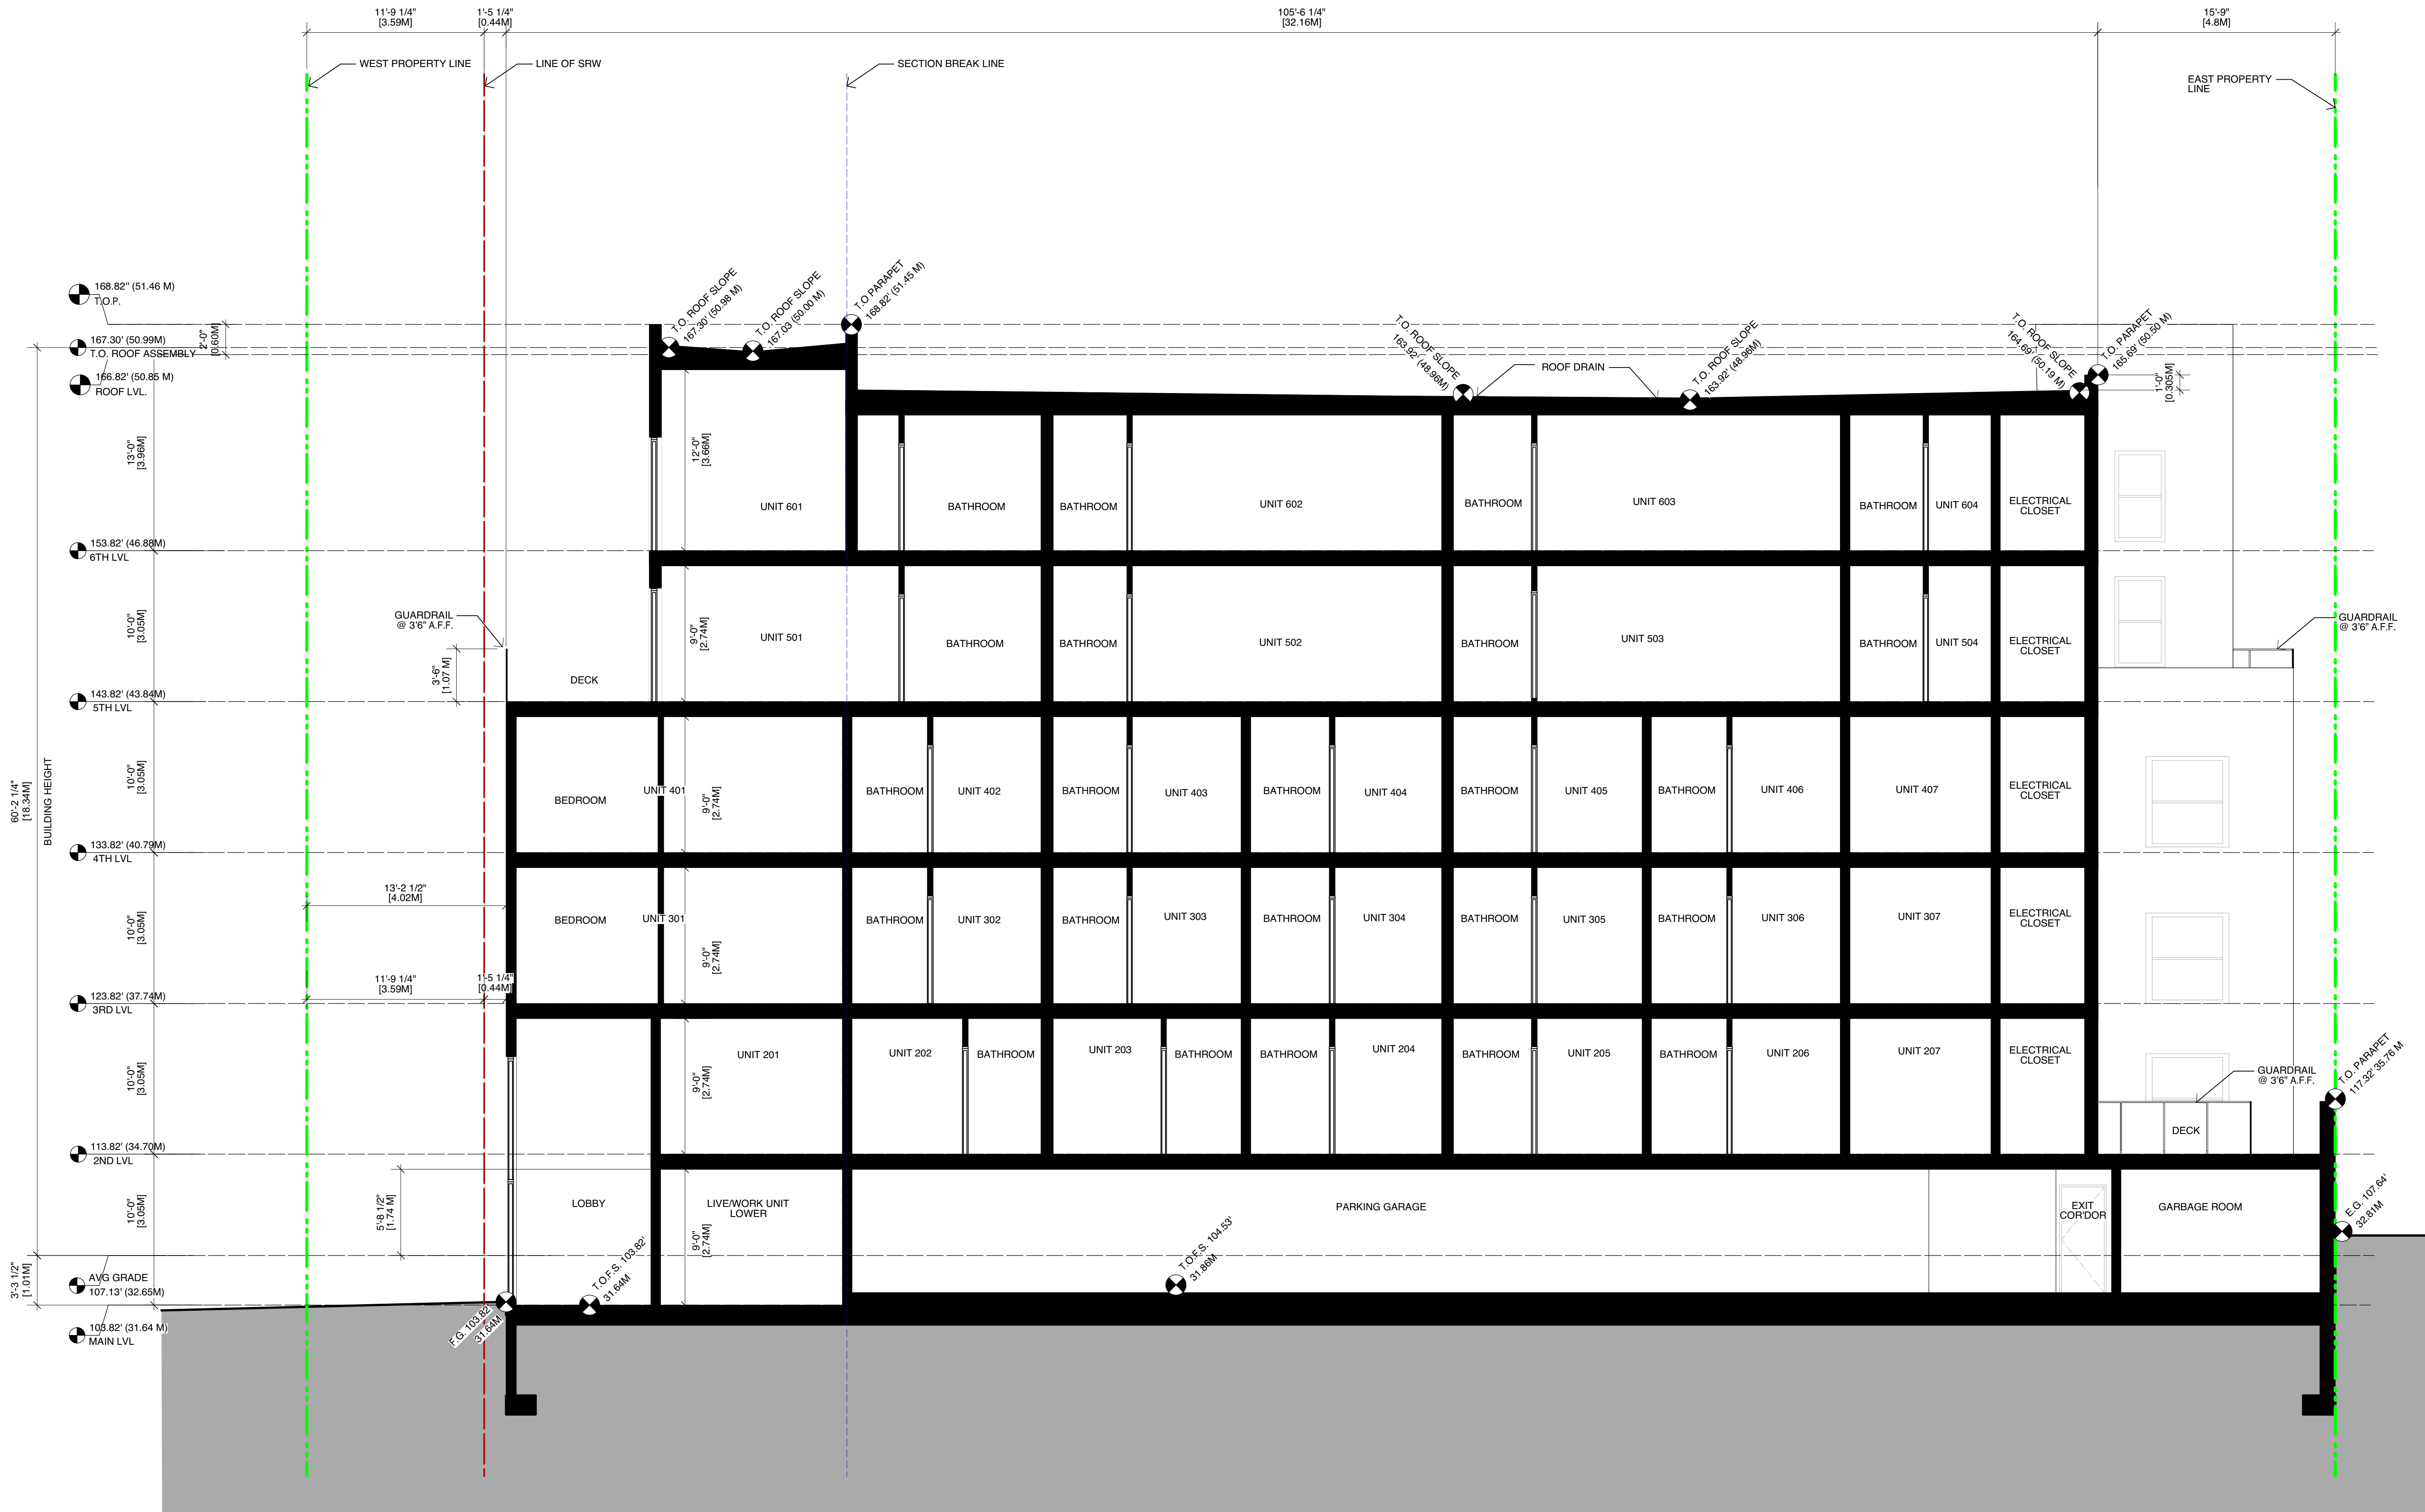 11'-9 1/4"
[3.59M]
1'-5 1/4"
[0.44M]
105'-6 1/4"
[32.16M]
15'-9"
[4.8M]
WEST PROPERTY LINE
LINE OF SRW
SECTION BREAK LINE
EAST PROPERTY
LINE
168.82" (51.46 M)
T.O.P.
167.30' (50.99M)
T.O. ROOF ASSEMBLY
166.82' (50.85 M)
ROOF LVL.
2'-0"
[0.60M]
T.O. ROOF SLOPE
167.30' (50.98 M)
T.O. ROOF SLOPE
167.03 (50.00 M)
T.O PARAPET
168.82' (51.45 M)
T.O. ROOF SLOPE
163.92' (48.96M)
ROOF DRAIN
T.O. ROOF SLOPE
163.92' (48.96M)
T.O. ROOF SLOPE
164.69' (50.19 M)
T.O. PARAPET
165.69' (50.50 M)
1'-0"
[0.305M]
13'-0"
[3.96M]
12'-0"
[3.66M]
UNIT 601
BATHROOM
BATHROOM
UNIT 602
BATHROOM
UNIT 603
BATHROOM
UNIT 604
ELECTRICAL
CLOSET
153.82' (46.88M)
6TH LVL
10'-0"
[3.05M]
GUARDRAIL
@ 3'6" A.F.F.
3'-6"
[1.07 M]
DECK
9'-0"
[2.74M]
UNIT 501
BATHROOM
BATHROOM
UNIT 502
BATHROOM
UNIT 503
BATHROOM
UNIT 504
ELECTRICAL
CLOSET
GUARDRAIL
@ 3'6" A.F.F.
143.82' (43.84M)
5TH LVL
60'-2 1/4"
[18.34M]
BUILDING HEIGHT
10'-0"
[3.05M]
BEDROOM
UNIT 401
9'-0"
[2.74M]
BATHROOM
UNIT 402
BATHROOM
UNIT 403
BATHROOM
UNIT 404
BATHROOM
UNIT 405
BATHROOM
UNIT 406
UNIT 407
ELECTRICAL
CLOSET
133.82' (40.79M)
4TH LVL
13'-2 1/2"
[4.02M]
10'-0"
[3.05M]
BEDROOM
UNIT 301
9'-0"
[2.74M]
BATHROOM
UNIT 302
BATHROOM
UNIT 303
BATHROOM
UNIT 304
BATHROOM
UNIT 305
BATHROOM
UNIT 306
UNIT 307
ELECTRICAL
CLOSET
11'-9 1/4"
[3.59M]
1'-5 1/4"
[0.44M]
123.82' (37.74M)
3RD LVL
10'-0"
[3.05M]
9'-0"
[2.74M]
UNIT 201
UNIT 202
BATHROOM
UNIT 203
BATHROOM
BATHROOM
UNIT 204
BATHROOM
UNIT 205
BATHROOM
UNIT 206
UNIT 207
ELECTRICAL
CLOSET
GUARDRAIL
@ 3'6" A.F.F.
DECK
T.O. PARAPET
117.32' 35.76 M
113.82' (34.70M)
2ND LVL
10'-0"
[3.05M]
5'-8 1/2"
[1.74 M]
LOBBY
9'-0"
[2.74M]
LIVE/WORK UNIT
LOWER
PARKING GARAGE
EXIT
COR'DOR
GARBAGE ROOM
E.G. 107.64'
32.81M
T.O.F.S. 103.82'
31.64M
T.O.F.S. 104.53'
31.86M
3'-3 1/2"
[1.01M]
AVG GRADE
107.13' (32.65M)
103.82' (31.64 M)
MAIN LVL
F.G. 103.82'
31.64M